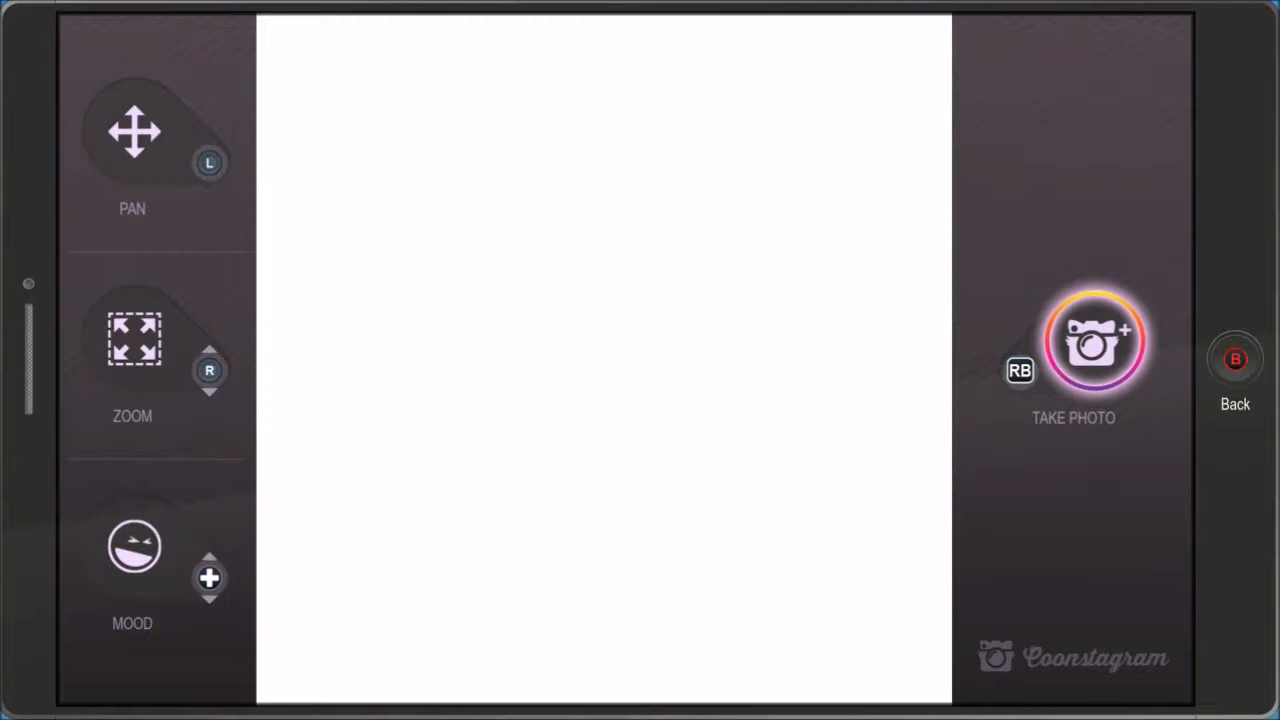 L
PAN
R
ZOOM
MOOD
RB
TAKE PHOTO
B
Back
Coonstagram